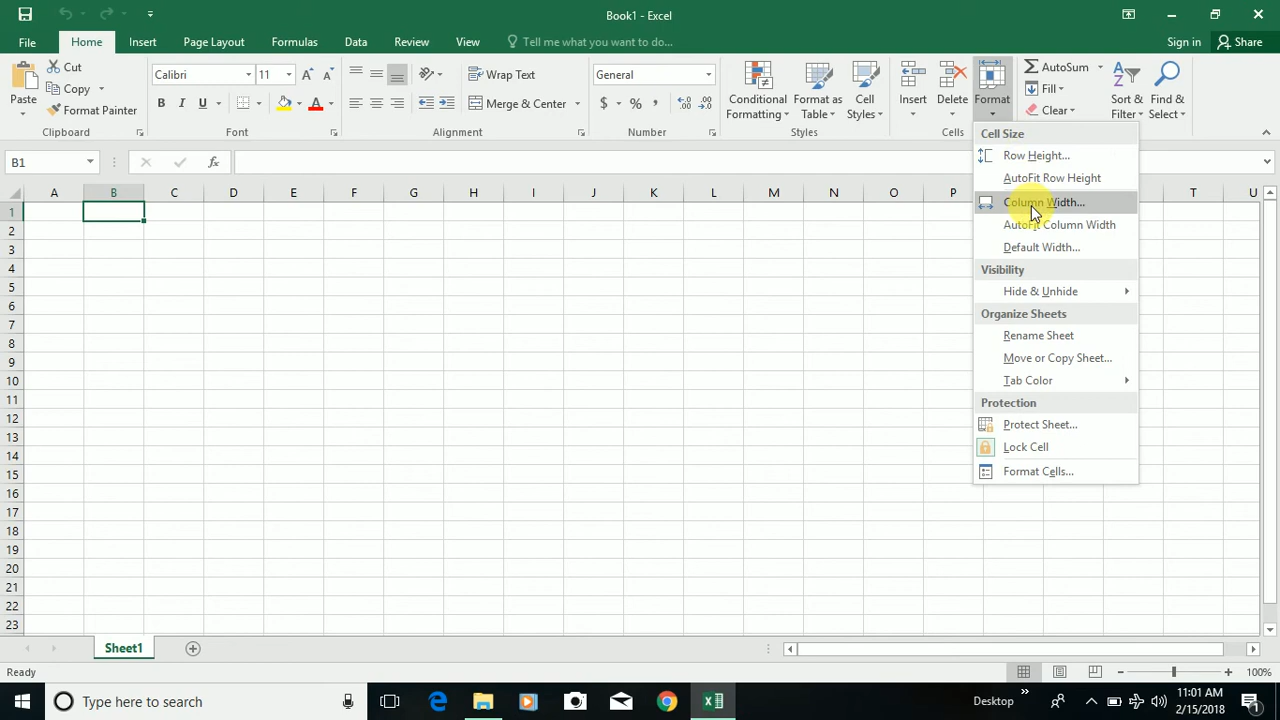 Book1 - Excel
File Home Insert Page Layout Formulas Data Review View Tell me what you want to do... Sign in Share
Paste
Cut
Copy
Format Painter
Clipboard
Calibri 11
B I U
Font
Wrap Text
Merge & Center
Alignment
General
$ % ,
Number
Conditional Formatting
Format as Table
Cell Styles
Styles
Insert
Delete
Format
Cells
AutoSum
Fill
Clear
Sort & Filter
Find & Select
B1
fx
A B C D E F G H I J K L M N O P T U
1
2
3
4
5
6
7
8
9
10
11
12
13
14
15
16
17
18
19
20
21
22
23
Cell Size
Row Height...
AutoFit Row Height
Column Width...
AutoFit Column Width
Default Width...
Visibility
Hide & Unhide
Organize Sheets
Rename Sheet
Move or Copy Sheet...
Tab Color
Protection
Protect Sheet...
Lock Cell
Format Cells...
Sheet1
Ready
100%
Type here to search
Desktop
11:01 AM
2/15/2018
1